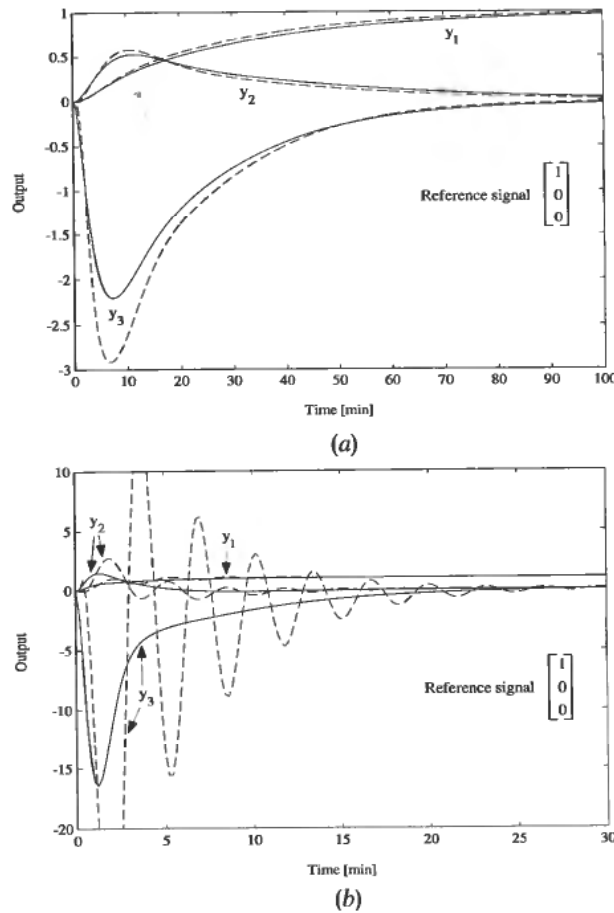 1
0.5
0
-0.5
-1
-1.5
-2
-2.5
-3
Output
y1
y2
y3
Reference signal [1 0 0]
0 10 20 30 40 50 60 70 80 90 100
Time [min]
(a)
10
5
0
-5
-10
-15
-20
Output
y2
y1
y3
Reference signal [1 0 0]
0 5 10 15 20 25 30
Time [min]
(b)